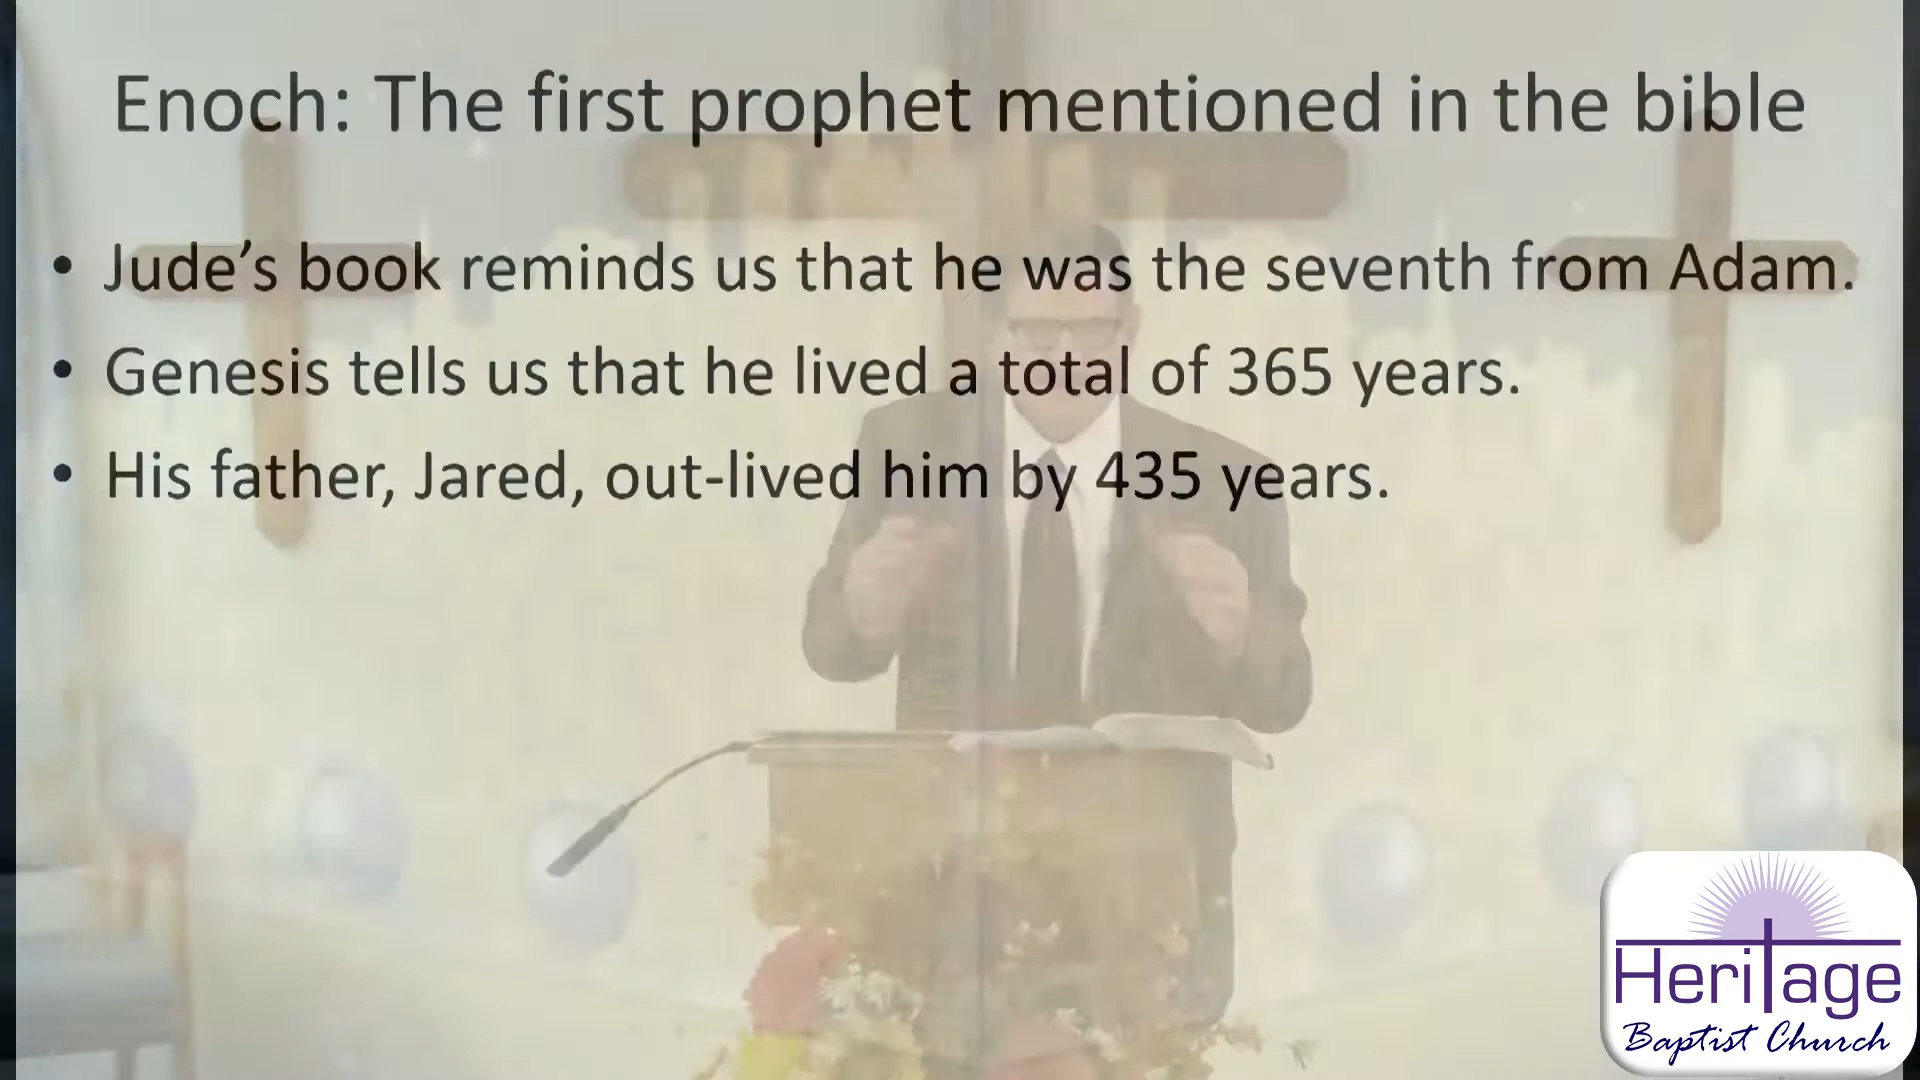 Enoch: The first prophet mentioned in the bible
• Jude’s book reminds us that he was the seventh from Adam.
• Genesis tells us that he lived a total of 365 years.
• His father, Jared, out-lived him by 435 years.
Heritage
Baptist Church